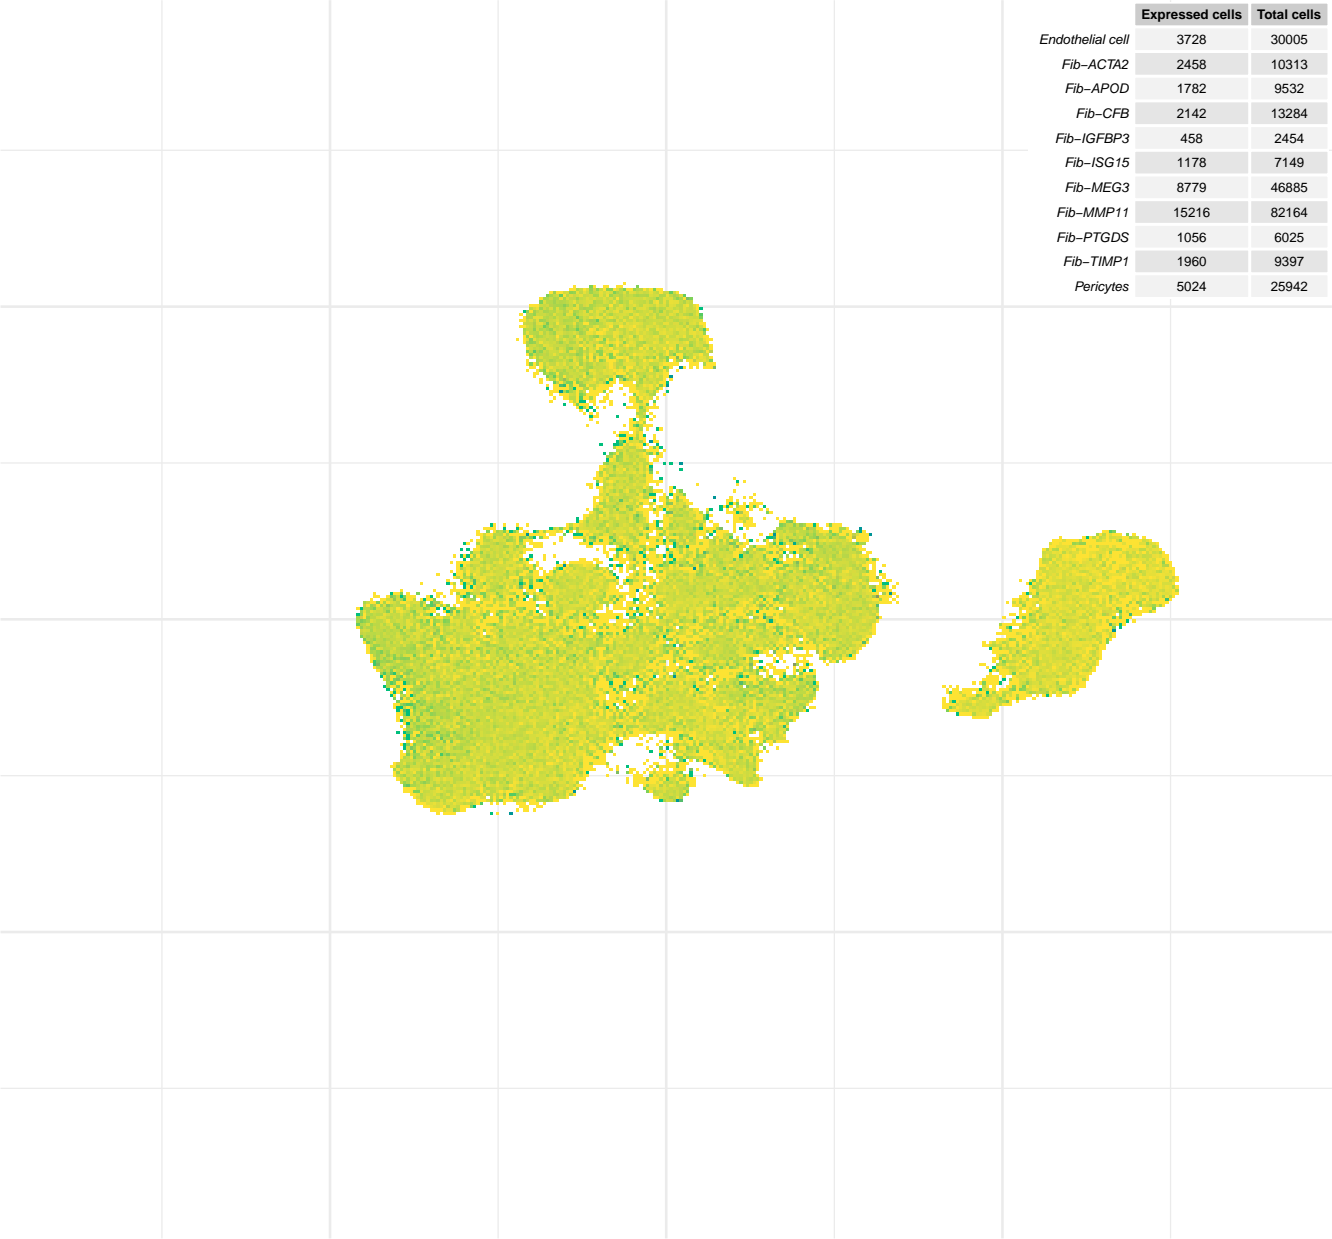 Expressed cells Total cells
Endothelial cell 3728 30005
Fib−ACTA2 2458 10313
Fib−APOD 1782 9532
Fib−CFB 2142 13284
Fib−IGFBP3 458 2454
Fib−ISG15 1178 7149
Fib−MEG3 8779 46885
Fib−MMP11 15216 82164
Fib−PTGDS 1056 6025
Fib−TIMP1 1960 9397
Pericytes 5024 25942